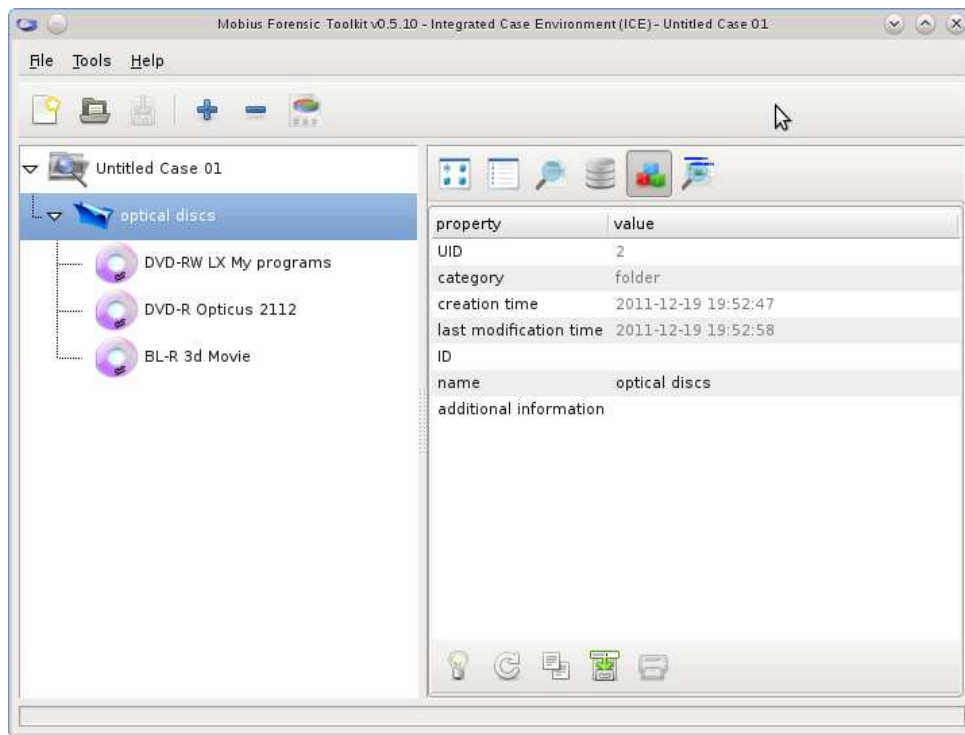 Mobius Forensic Toolkit v0.5.10 - Integrated Case Environment (ICE) - Untitled Case 01
File Tools Help
Untitled Case 01
optical discs
DVD-RW LX My programs
DVD-R Opticus 2112
BL-R 3d Movie
property value
UID 2
category folder
creation time 2011-12-19 19:52:47
last modification time 2011-12-19 19:52:58
ID
name optical discs
additional information